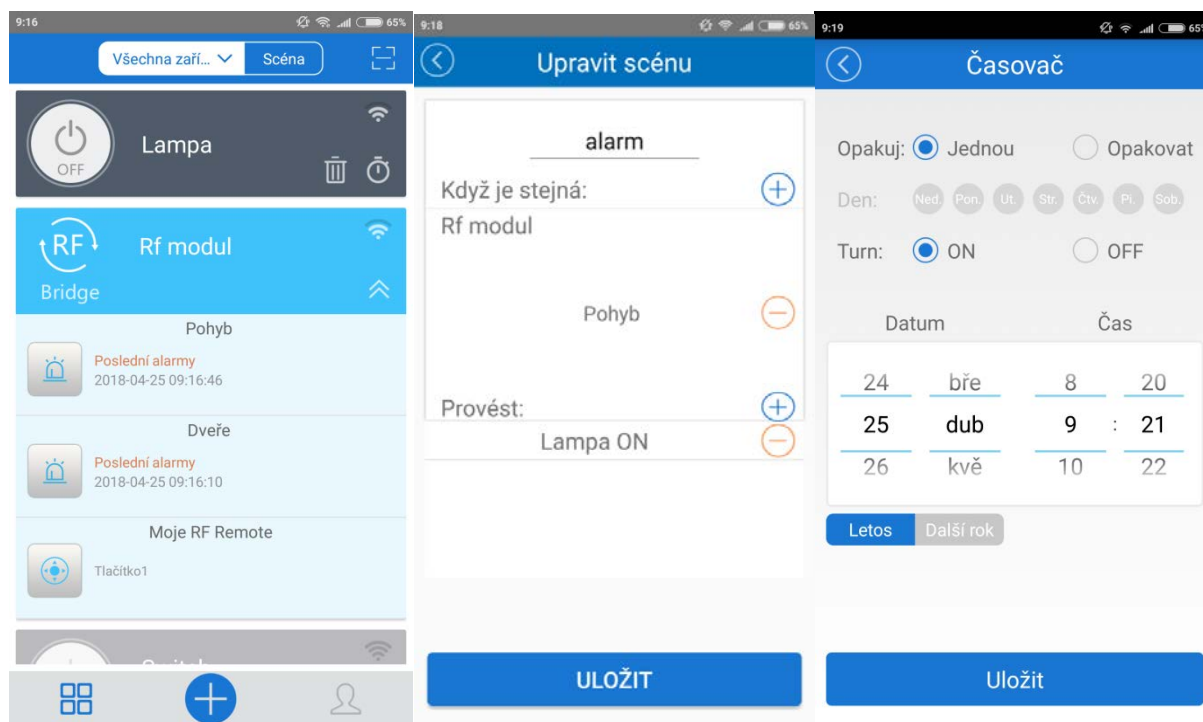 9:16
65%
Všechna zaří...
Scéna
OFF
Lampa
RF
Rf modul
Bridge
Pohyb
Poslední alarmy
2018-04-25 09:16:46
Dveře
Poslední alarmy
2018-04-25 09:16:10
Moje RF Remote
Tlačítko1
9:18
65%
Upravit scénu
alarm
Když je stejná:
Rf modul
Pohyb
Provést:
Lampa ON
ULOŽIT
9:19
65%
Časovač
Opakuj: Jednou Opakovat
Den: Ned. Pon. Út. Stř. Čtv. Pí. Sob.
Turn: ON OFF
Datum Čas
24 bře 8 20
25 dub 9 : 21
26 kvě 10 22
Letos Další rok
Uložit